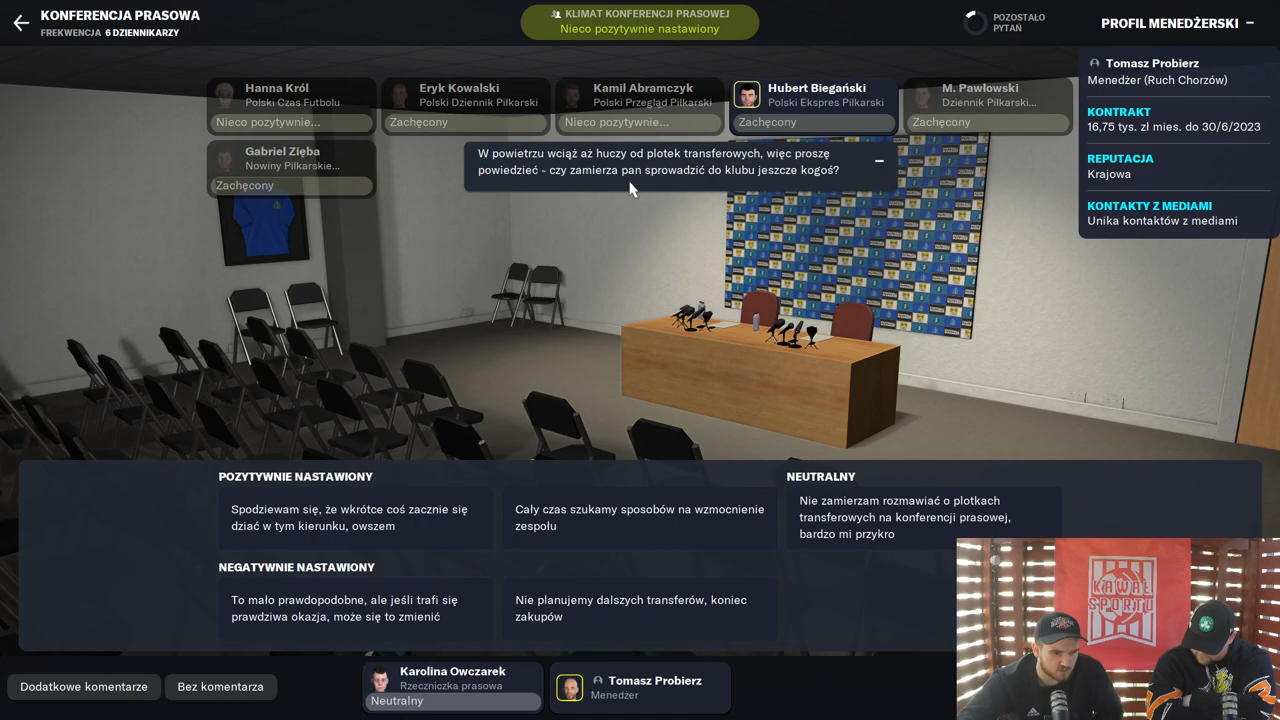 KONFERENCJA PRASOWA
FREKWENCJA 6 DZIENNIKARZY
KLIMAT KONFERENCJI PRASOWEJ
Nieco pozytywnie nastawiony
POZOSTAŁO
PYTAŃ
PROFIL MENEDŻERSKI
Tomasz Probierz
Menedżer (Ruch Chorzów)
KONTRAKT
16,75 tys. zł mies. do 30/6/2023
REPUTACJA
Krajowa
KONTAKTY Z MEDIAMI
Unika kontaktów z mediami
Hanna Król
Polski Czas Futbolu
Nieco pozytywnie...
Eryk Kowalski
Polski Dziennik Piłkarski
Zachęcony
Kamil Abramczyk
Polski Przegląd Piłkarski
Nieco pozytywnie...
Hubert Biegański
Polski Ekspres Piłkarski
Zachęcony
M. Pawłowski
Dziennik Piłkarski...
Zachęcony
Gabriel Zięba
Nowiny Piłkarskie...
Zachęcony
W powietrzu wciąż aż huczy od plotek transferowych, więc proszę
powiedzieć - czy zamierza pan sprowadzić do klubu jeszcze kogoś?
POZYTYWNIE NASTAWIONY
Spodziewam się, że wkrótce coś zacznie się
dziać w tym kierunku, owszem
Cały czas szukamy sposobów na wzmocnienie
zespołu
NEUTRALNY
Nie zamierzam rozmawiać o plotkach
transferowych na konferencji prasowej,
bardzo mi przykro
NEGATYWNIE NASTAWIONY
To mało prawdopodobne, ale jeśli trafi się
prawdziwa okazja, może się to zmienić
Nie planujemy dalszych transferów, koniec
zakupów
KAWAŁ
SPORTU
Dodatkowe komentarze
Bez komentarza
Karolina Owczarek
Rzeczniczka prasowa
Neutralny
Tomasz Probierz
Menedżer